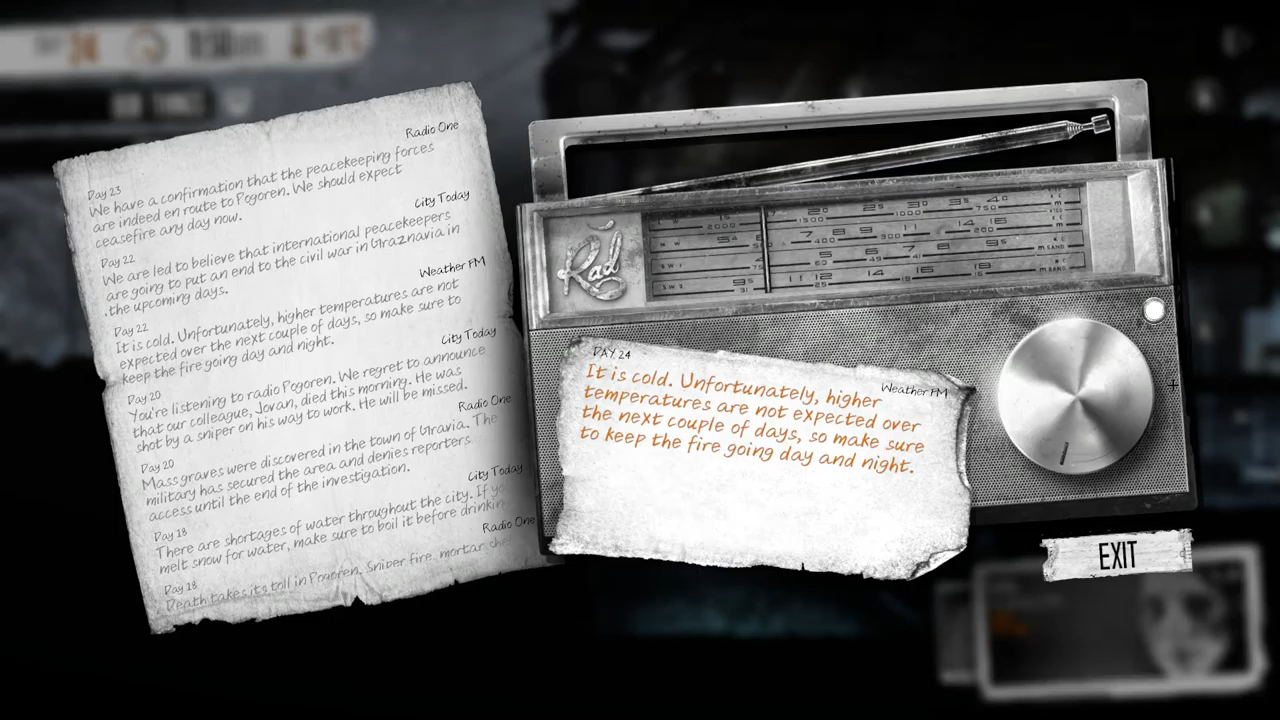 Radio One
Day 23
We have a confirmation that the peacekeeping forces
are indeed en route to Pogoren. We should expect
ceasefire any day now.
City Today
Day 22
We are led to believe that international peacekeepers
are going to put an end to the civil war in Graznavia in
the upcoming days.
Weather FM
Day 22
It is cold. Unfortunately, higher temperatures are not
expected over the next couple of days, so make sure to
keep the fire going day and night.
City Today
Day 20
You're listening to radio Pogoren. We regret to announce
that our colleague, Jovan, died this morning. He was
shot by a sniper on his way to work. He will be missed.
Radio One
Day 20
Mass graves were discovered in the town of Gravia. The
military has secured the area and denies reporters
access until the end of the investigation.
City Today
Day 18
There are shortages of water throughout the city. If
melt snow for water, make sure to boil it before
Radio One
Day 18
Death takes its toll in Pogoren. Sniper fire, mortar
Rad
DAY 24
Weather FM
It is cold. Unfortunately, higher
temperatures are not expected over
the next couple of days, so make sure
to keep the fire going day and night.
EXIT